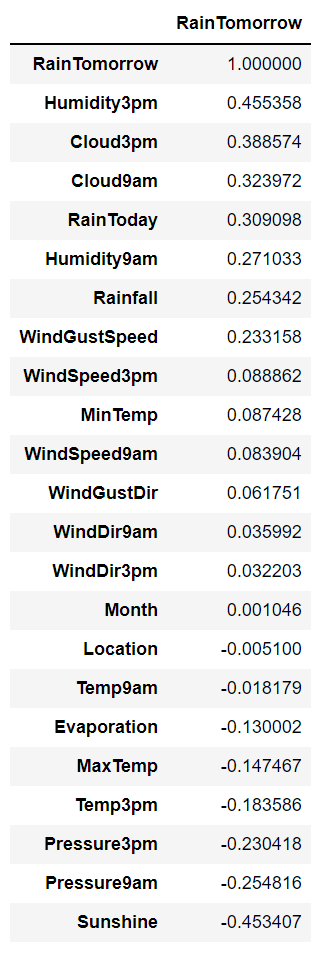 RainTomorrow
RainTomorrow 1.000000
Humidity3pm 0.455358
Cloud3pm 0.388574
Cloud9am 0.323972
RainToday 0.309098
Humidity9am 0.271033
Rainfall 0.254342
WindGustSpeed 0.233158
WindSpeed3pm 0.088862
MinTemp 0.087428
WindSpeed9am 0.083904
WindGustDir 0.061751
WindDir9am 0.035992
WindDir3pm 0.032203
Month 0.001046
Location -0.005100
Temp9am -0.018179
Evaporation -0.130002
MaxTemp -0.147467
Temp3pm -0.183586
Pressure3pm -0.230418
Pressure9am -0.254816
Sunshine -0.453407